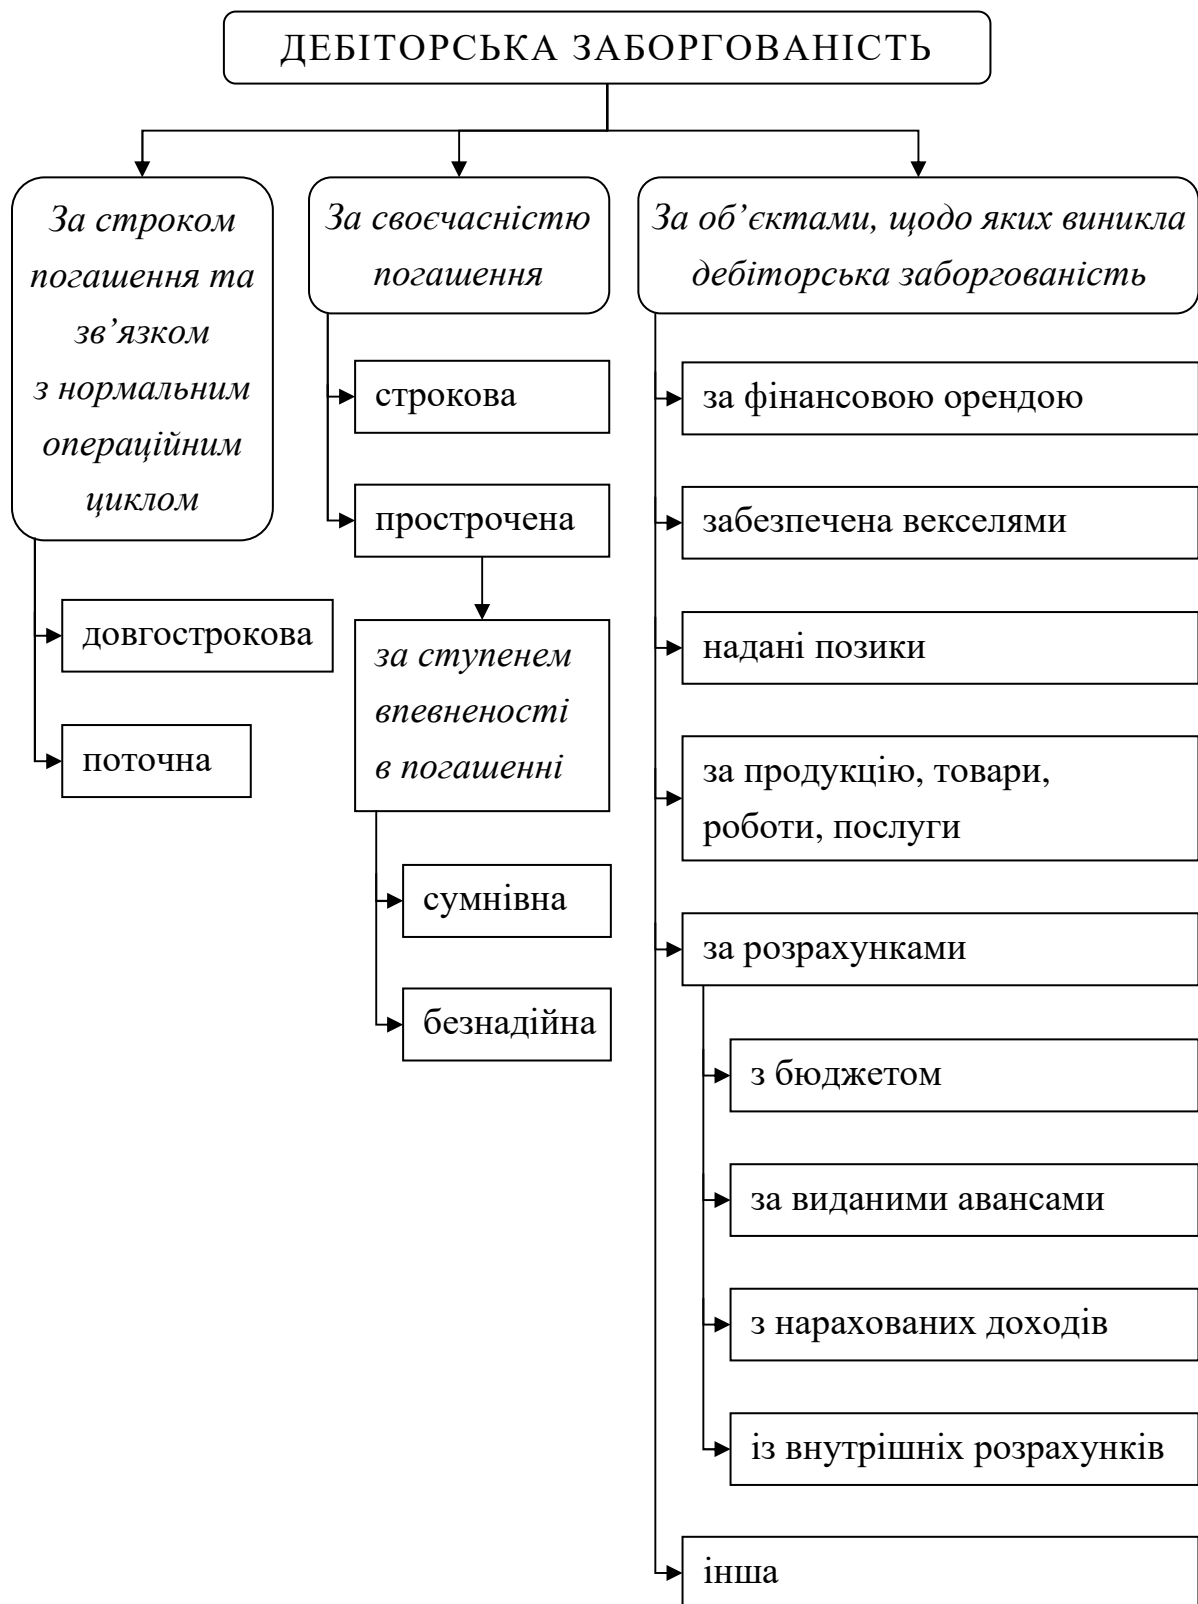 ДЕБІТОРСЬКА ЗАБОРГОВАНІСТЬ
За строком
погашення та
зв’язком
з нормальним
операційним
циклом
довгострокова
поточна
За своєчасністю
погашення
строкова
прострочена
за ступенем
впевненості
в погашенні
сумнівна
безнадійна
За об’єктами, щодо яких виникла
дебіторська заборгованість
за фінансовою орендою
забезпечена векселями
надані позики
за продукцію, товари,
роботи, послуги
за розрахунками
з бюджетом
за виданими авансами
з нарахованих доходів
із внутрішніх розрахунків
інша